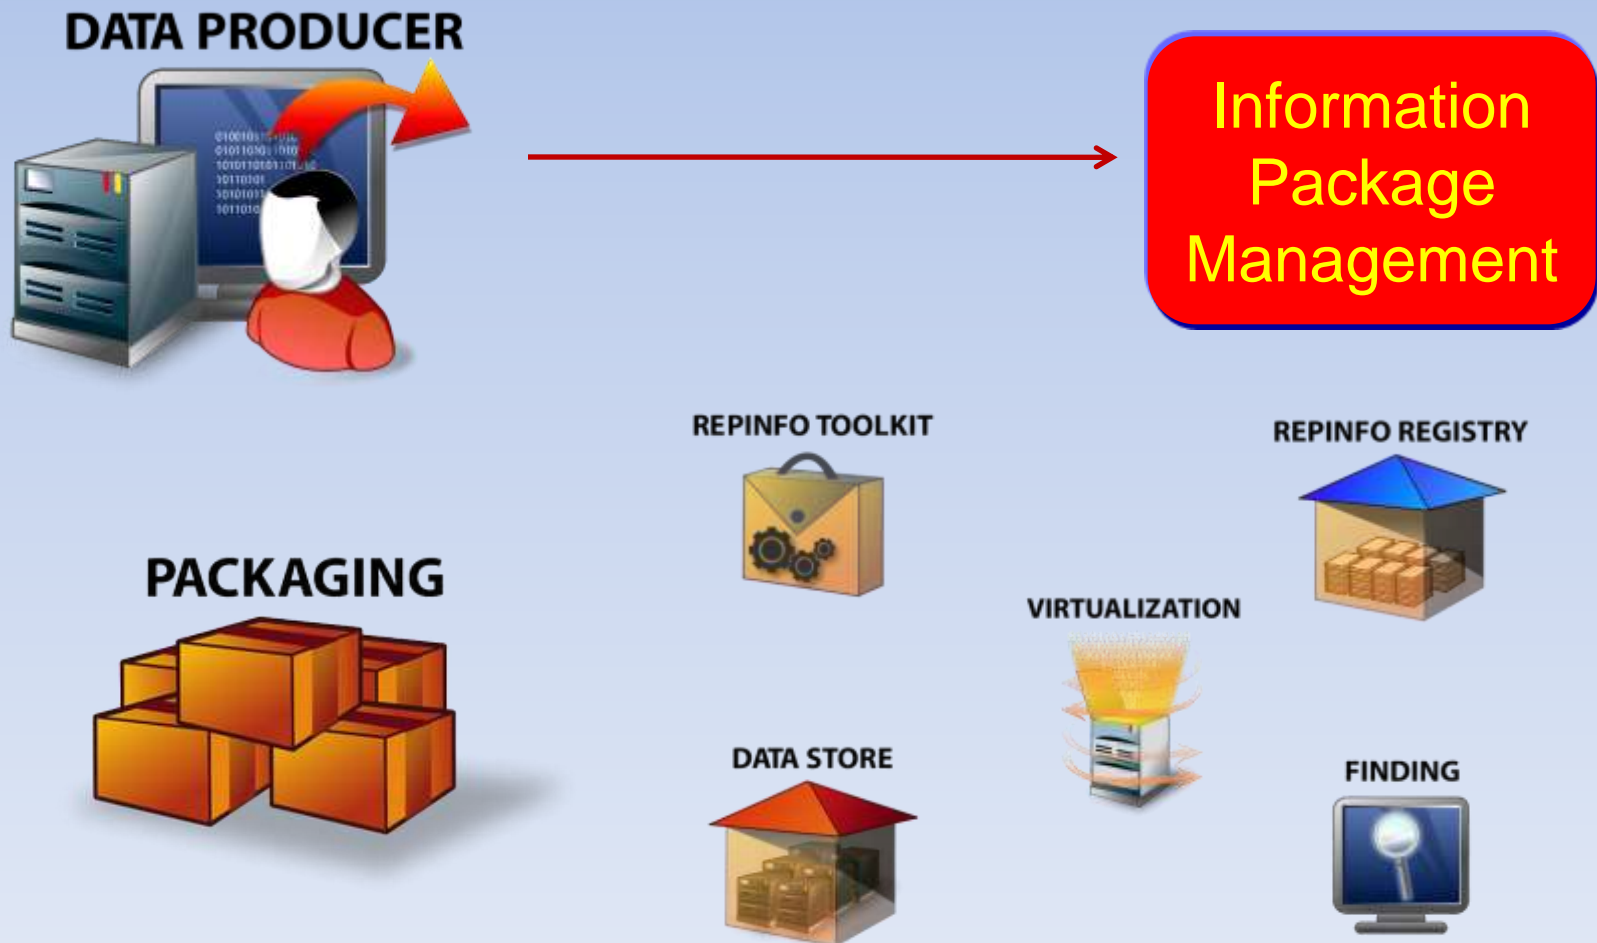 DATA PRODUCER
Information
Package
Management
REPINFO TOOLKIT
REPINFO REGISTRY
PACKAGING
VIRTUALIZATION
DATA STORE
FINDING